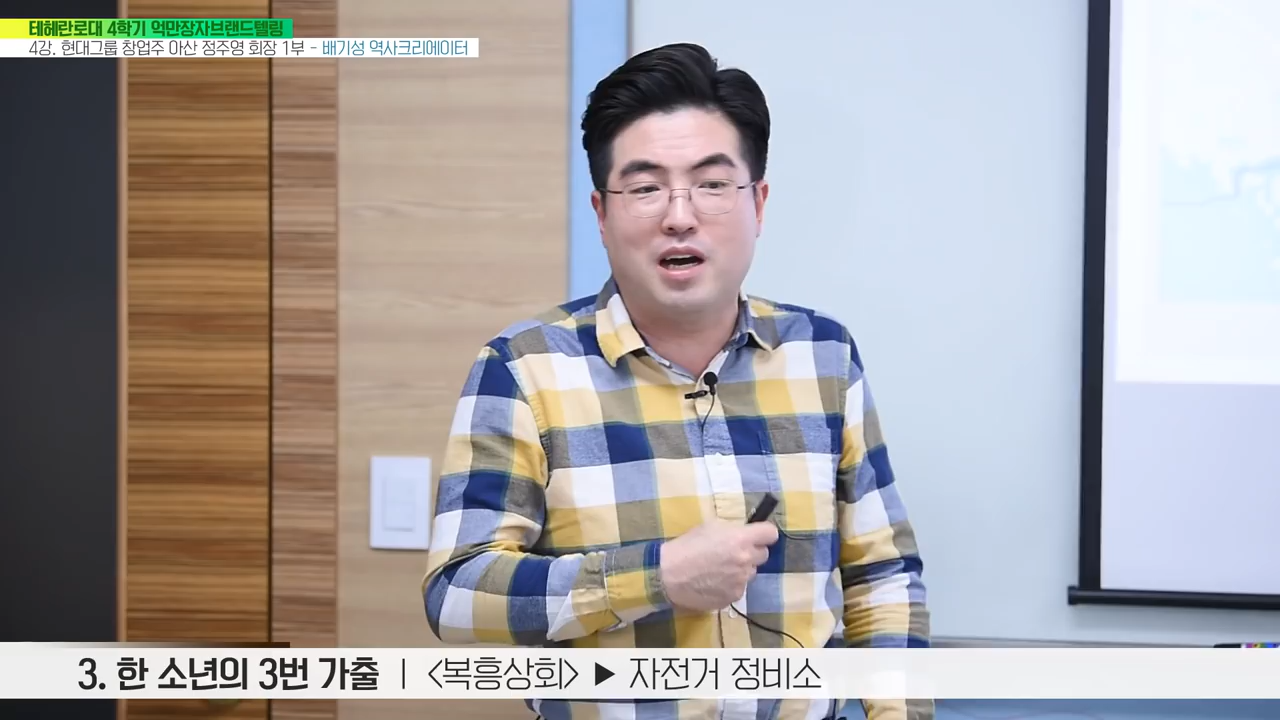 테헤란로대 4학기 억만장자브랜드텔링
4강. 현대그룹 창업주 아산 정주영 회장 1부 - 배기성 역사크리에이터
3. 한 소년의 3번 가출 | <복흥상회> ▶ 자전거 정비소